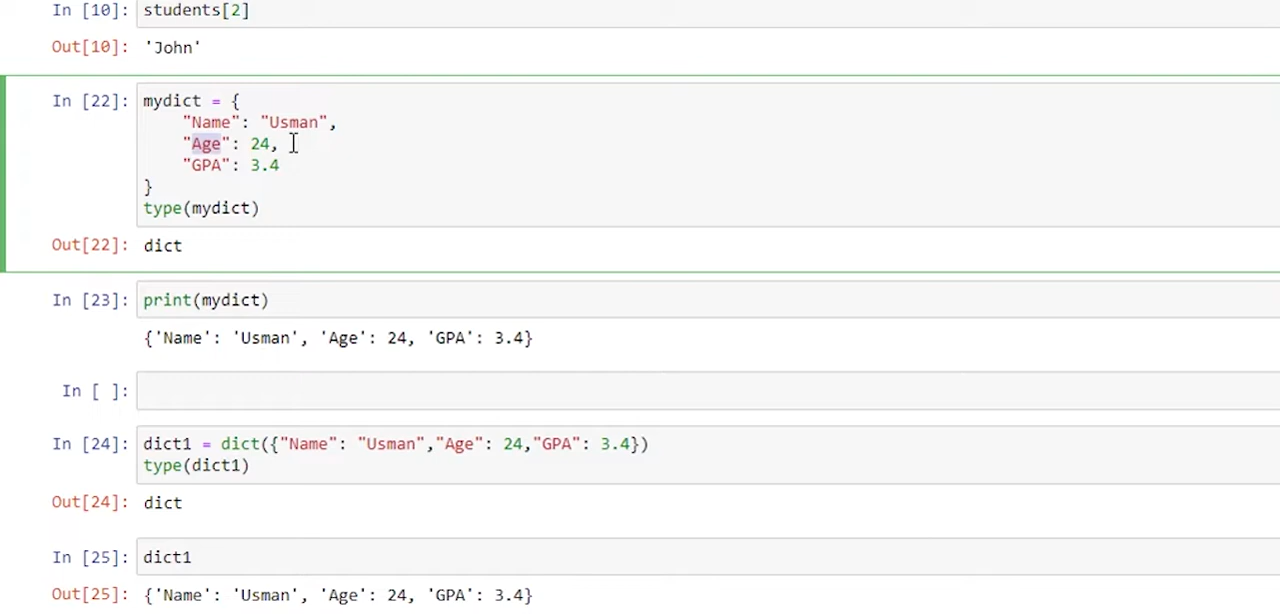 In [10]: students[2]
Out[10]: 'John'
In [22]: mydict = {
"Name": "Usman",
"Age": 24,
"GPA": 3.4
}
type(mydict)
Out[22]: dict
In [23]: print(mydict)
{'Name': 'Usman', 'Age': 24, 'GPA': 3.4}
In [ ]:
In [24]: dict1 = dict({"Name": "Usman","Age": 24,"GPA": 3.4})
type(dict1)
Out[24]: dict
In [25]: dict1
Out[25]: {'Name': 'Usman', 'Age': 24, 'GPA': 3.4}